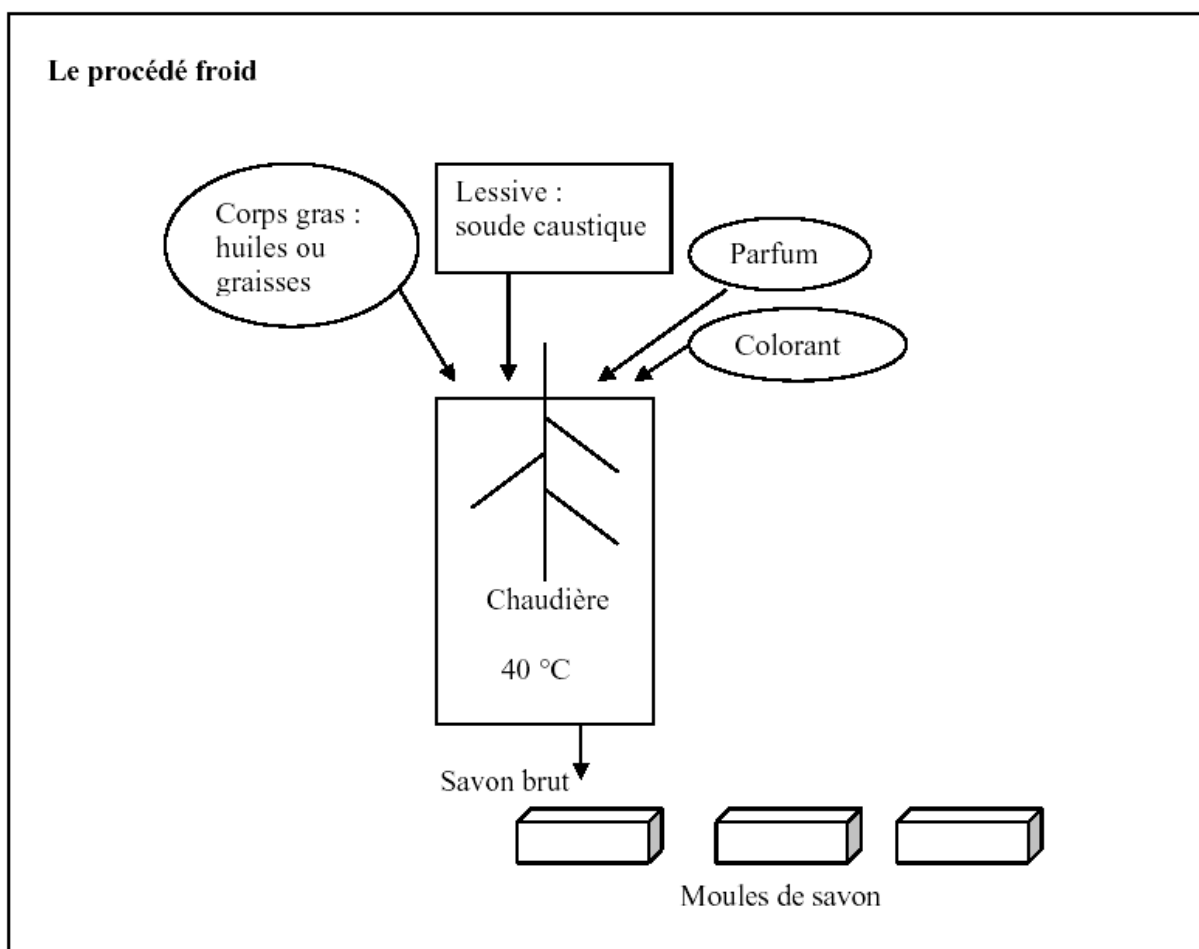 Le procédé froid
Corps gras :
huiles ou
graisses
Lessive :
soude caustique
Parfum
Colorant
Chaudière
40 °C
Savon brut
Moules de savon